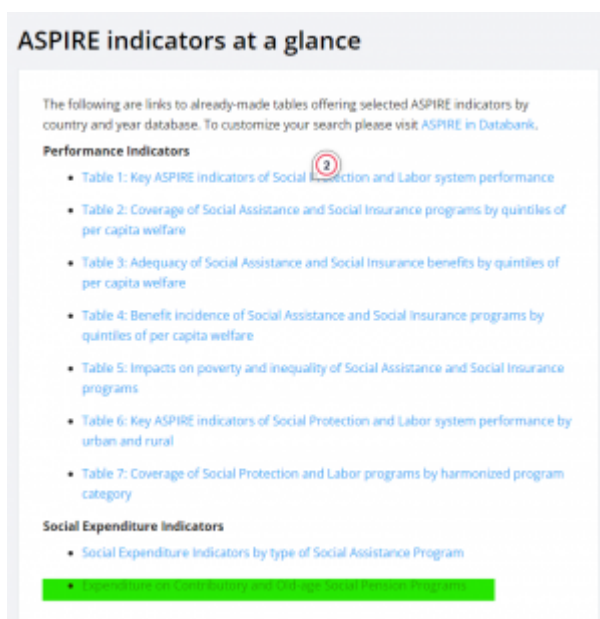 ASPIRE indicators at a glance
The following are links to already-made tables offering selected ASPIRE indicators by
country and year database. To customize your search please visit ASPIRE in Databank.
Performance Indicators
2
• Table 1: Key ASPIRE indicators of Social Protection and Labor system performance
• Table 2: Coverage of Social Assistance and Social Insurance programs by quintiles of
per capita welfare
• Table 3: Adequacy of Social Assistance and Social Insurance benefits by quintiles of
per capita welfare
• Table 4: Benefit incidence of Social Assistance and Social Insurance programs by
quintiles of per capita welfare
• Table 5: Impacts on poverty and inequality of Social Assistance and Social Insurance
programs
• Table 6: Key ASPIRE indicators of Social Protection and Labor system performance by
urban and rural
• Table 7: Coverage of Social Protection and Labor programs by harmonized program
category
Social Expenditure Indicators
• Social Expenditure Indicators by type of Social Assistance Program
• Expenditure on Contributory and Old-age Social Pension Programs